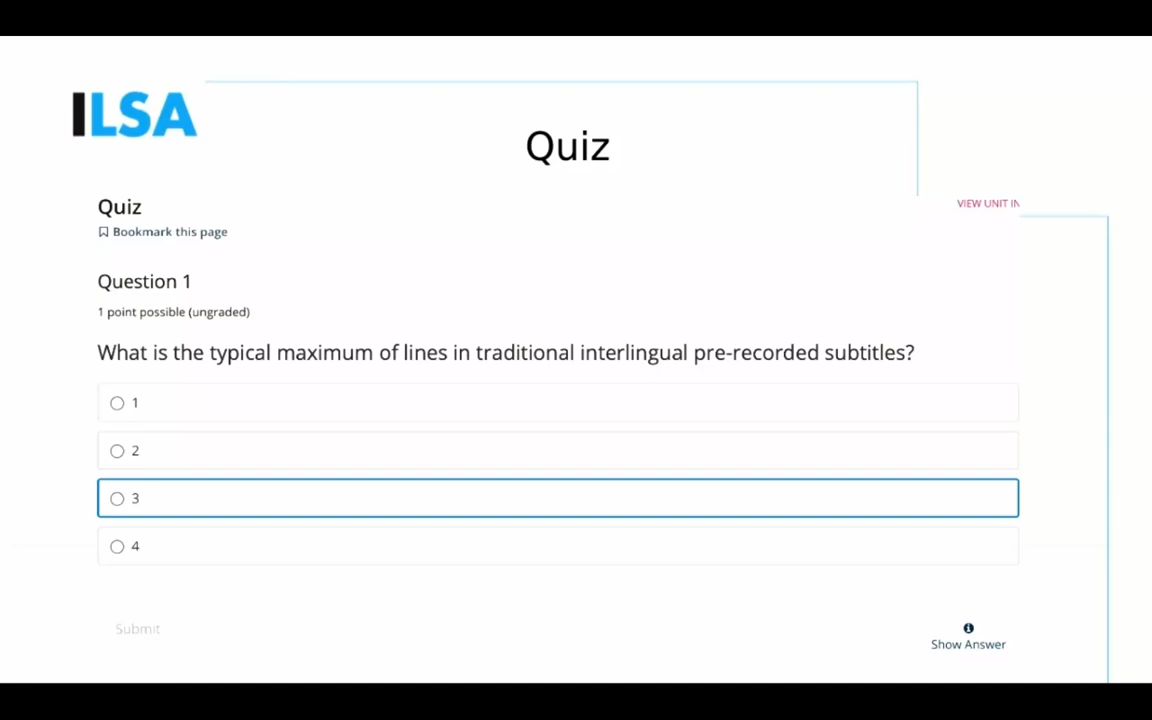 ILSA
Quiz
Quiz
VIEW UNIT IN
Bookmark this page
Question 1
1 point possible (ungraded)
What is the typical maximum of lines in traditional interlingual pre-recorded subtitles?
1
2
3
4
Submit
Show Answer